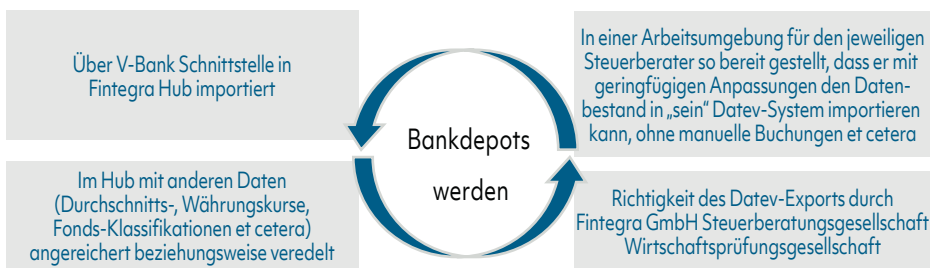 Über V-Bank Schnittstelle in
Fintegra Hub importiert
In einer Arbeitsumgebung für den jeweiligen
Steuerberater so bereit gestellt, dass er mit
geringfügigen Anpassungen den Daten-
bestand in „sein“ Datev-System importieren
kann, ohne manuelle Buchungen et cetera
Bankdepots
werden
Im Hub mit anderen Daten
(Durchschnitts-, Währungskurse,
Fonds-Klassifikationen et cetera)
angereichert beziehungsweise veredelt
Richtigkeit des Datev-Exports durch
Fintegra GmbH Steuerberatungsgesellschaft
Wirtschaftsprüfungsgesellschaft